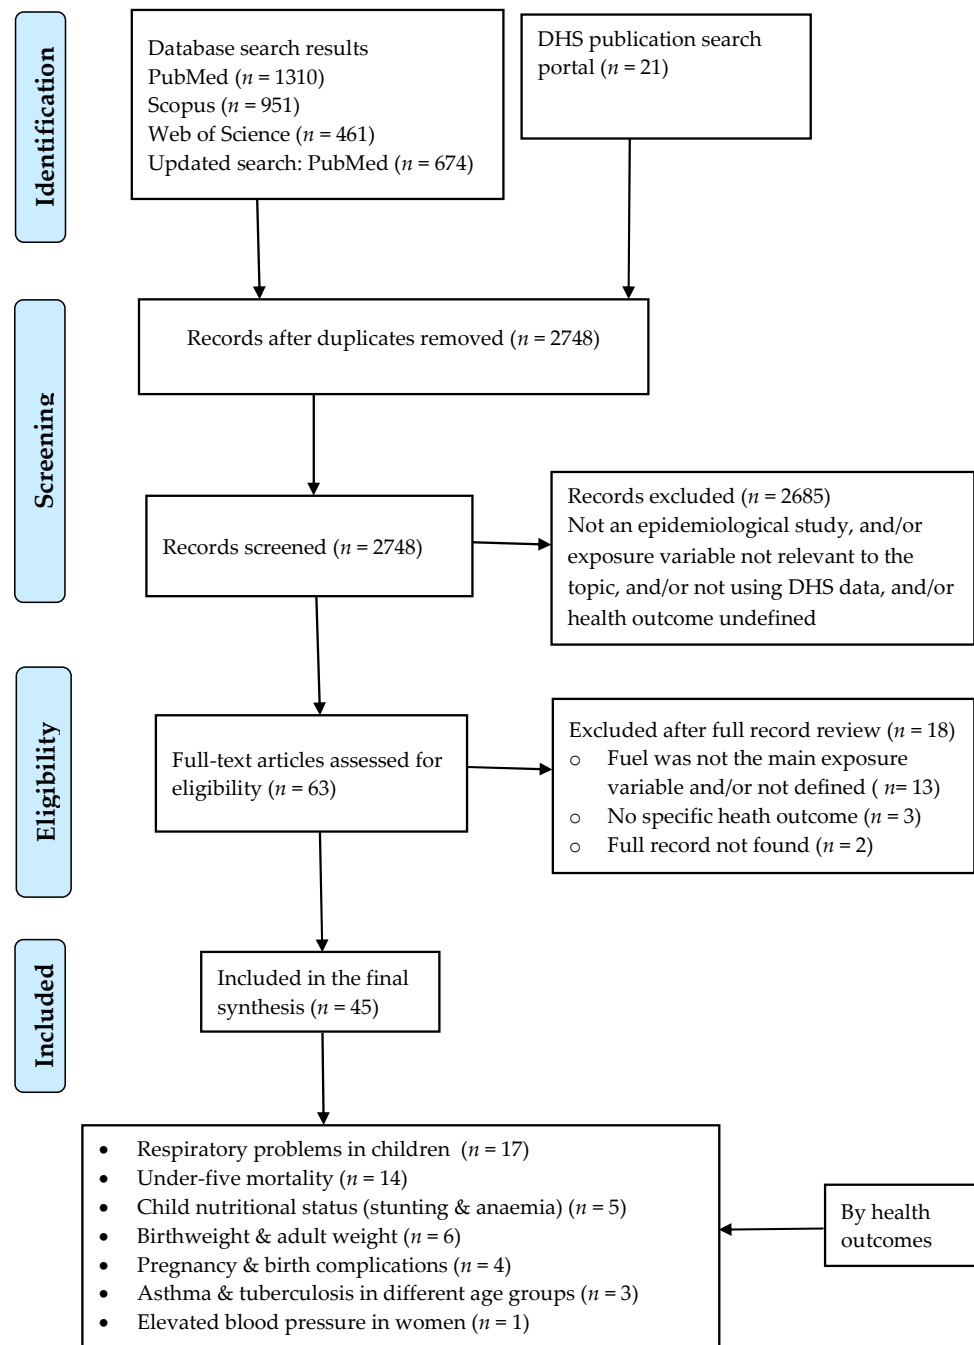 Identification
Database search results
PubMed (n = 1310)
Scopus (n = 951)
Web of Science (n = 461)
Updated search: PubMed (n = 674)
DHS publication search
portal (n = 21)
Screening
Records after duplicates removed (n = 2748)
Records screened (n = 2748)
Records excluded (n = 2685)
Not an epidemiological study, and/or
exposure variable not relevant to the
topic, and/or not using DHS data, and/or
health outcome undefined
Eligibility
Full-text articles assessed for
eligibility (n = 63)
Excluded after full record review (n = 18)
o Fuel was not the main exposure
variable and/or not defined ( n= 13)
o No specific heath outcome (n = 3)
o Full record not found (n = 2)
Included
Included in the final
synthesis (n = 45)
• Respiratory problems in children (n = 17)
• Under-five mortality (n = 14)
• Child nutritional status (stunting & anaemia) (n = 5)
• Birthweight & adult weight (n = 6)
• Pregnancy & birth complications (n = 4)
• Asthma & tuberculosis in different age groups (n = 3)
• Elevated blood pressure in women (n = 1)
By health
outcomes